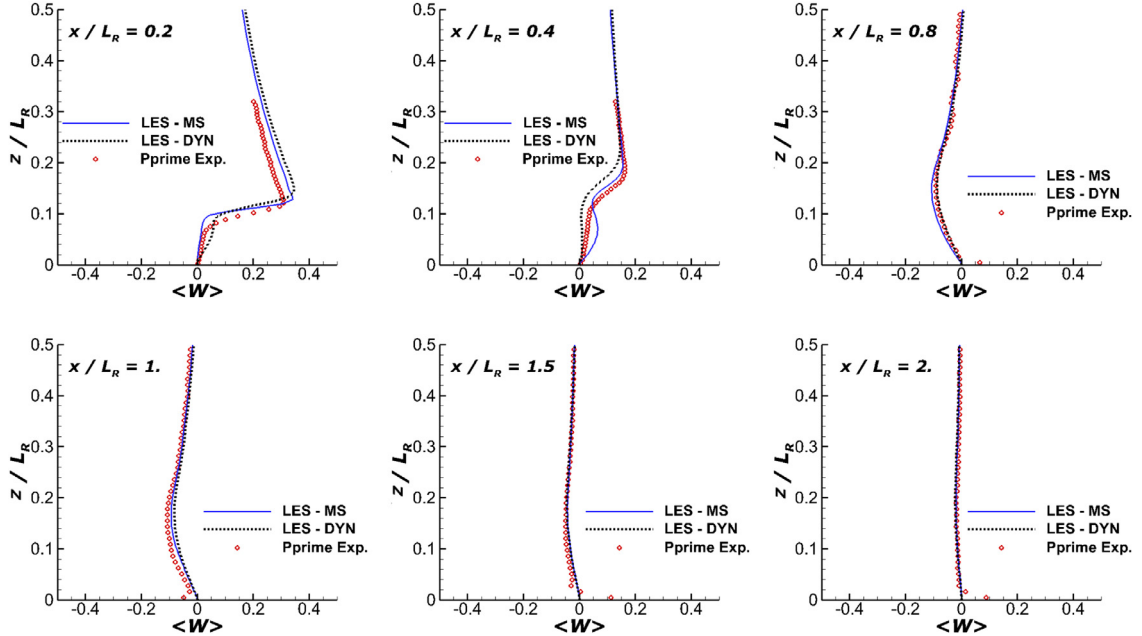 x / L_R = 0.2
0.5
0.4
0.3
0.2
0.1
0
z / L_R
LES - MS
LES - DYN
Pprime Exp.
-0.4 -0.2 0 0.2 0.4
<W>
x / L_R = 0.4
0.5
0.4
0.3
0.2
0.1
0
z / L_R
LES - MS
LES - DYN
Pprime Exp.
-0.4 -0.2 0 0.2 0.4
<W>
x / L_R = 0.8
0.5
0.4
0.3
0.2
0.1
0
z / L_R
LES - MS
LES - DYN
Pprime Exp.
-0.4 -0.2 0 0.2 0.4
<W>
x / L_R = 1.
0.5
0.4
0.3
0.2
0.1
0
z / L_R
LES - MS
LES - DYN
Pprime Exp.
-0.4 -0.2 0 0.2 0.4
<W>
x / L_R = 1.5
0.5
0.4
0.3
0.2
0.1
0
z / L_R
LES - MS
LES - DYN
Pprime Exp.
-0.4 -0.2 0 0.2 0.4
<W>
x / L_R = 2.
0.5
0.4
0.3
0.2
0.1
0
z / L_R
LES - MS
LES - DYN
Pprime Exp.
-0.4 -0.2 0 0.2 0.4
<W>